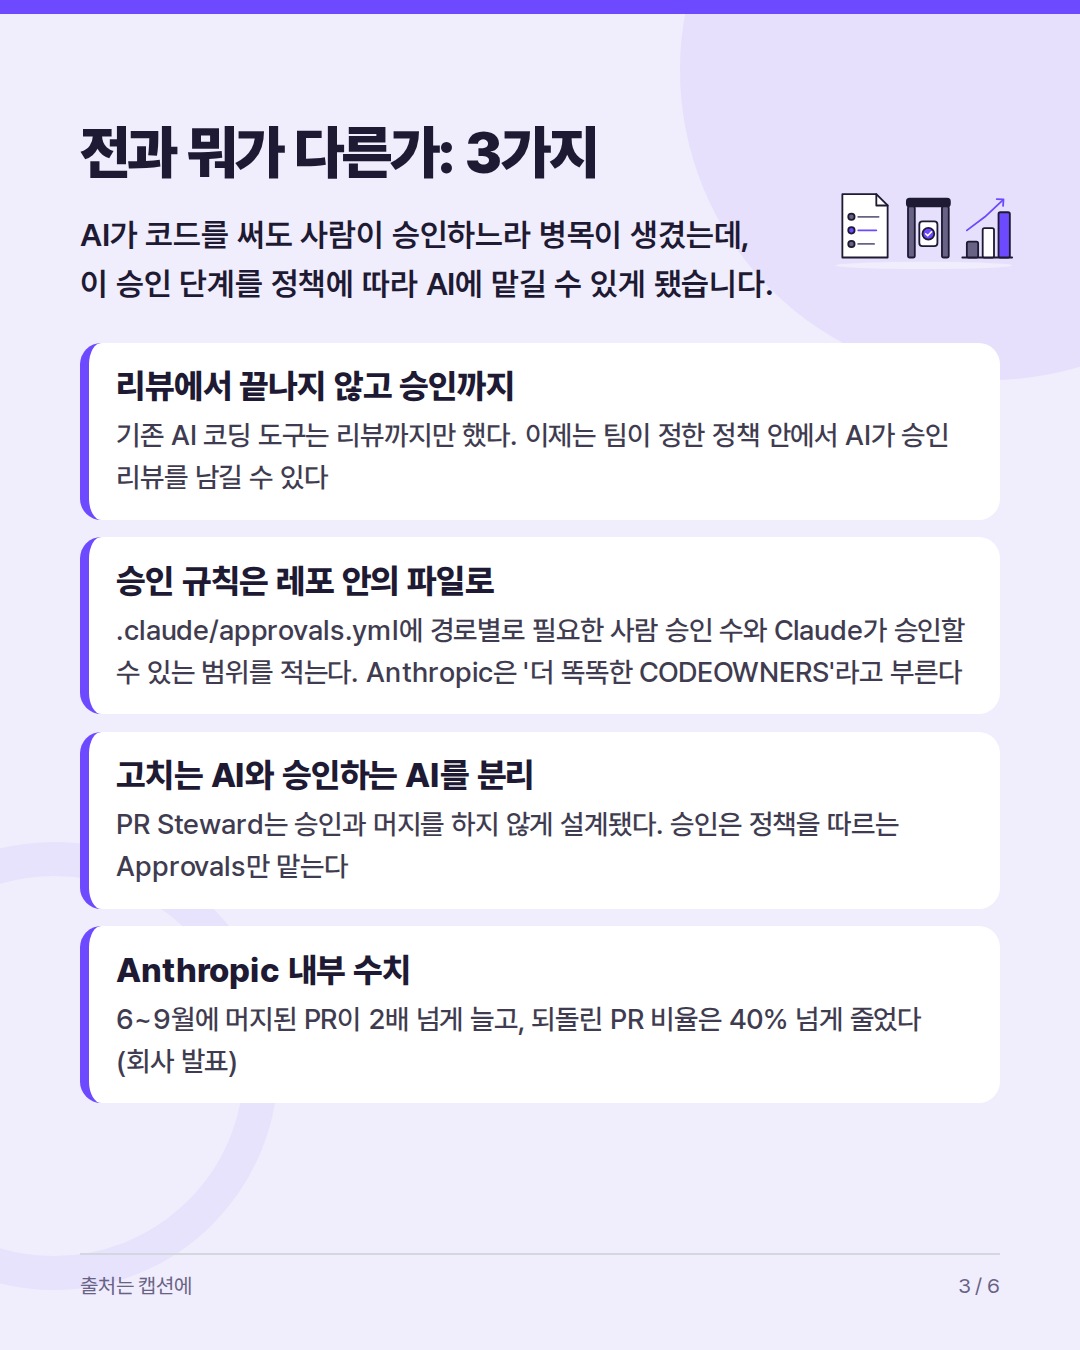 전과 뭐가 다른가: 3가지
AI가 코드를 써도 사람이 승인하느라 병목이 생겼는데,
이 승인 단계를 정책에 따라 AI에 맡길 수 있게 됐습니다.
리뷰에서 끝나지 않고 승인까지
기존 AI 코딩 도구는 리뷰까지만 했다. 이제는 팀이 정한 정책 안에서 AI가 승인
리뷰를 남길 수 있다
승인 규칙은 레포 안의 파일로
.claude/approvals.yml에 경로별로 필요한 사람 승인 수와 Claude가 승인할
수 있는 범위를 적는다. Anthropic은 '더 똑똑한 CODEOWNERS'라고 부른다
고치는 AI와 승인하는 AI를 분리
PR Steward는 승인과 머지를 하지 않게 설계됐다. 승인은 정책을 따르는
Approvals만 맡는다
Anthropic 내부 수치
6~9월에 머지된 PR이 2배 넘게 늘고, 되돌린 PR 비율은 40% 넘게 줄었다
(회사 발표)
출처는 캡션에
3 / 6